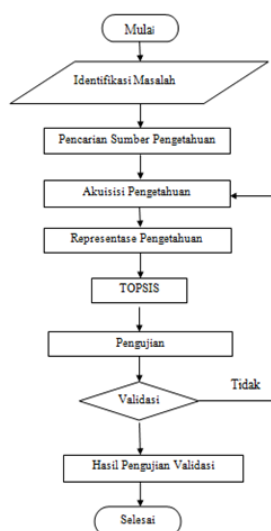 Mulai
Identifikasi Masalah
Pencarian Sumber Pengetahuan
Akuisisi Pengetahuan
Representase Pengetahuan
TOPSIS
Pengujian
Validasi
Tidak
Hasil Pengujian Validasi
Selesai